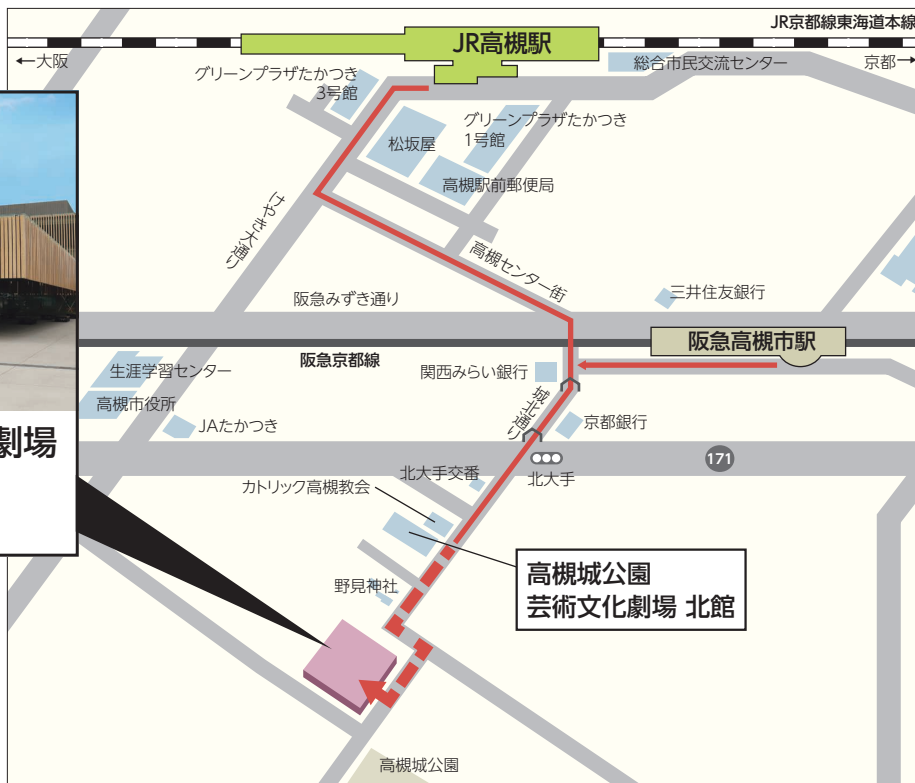 JR京都線東海道本線
JR高槻駅
←大阪
総合市民交流センター
京都→
グリーンプラザたかつき
3号館
グリーンプラザたかつき
1号館
松坂屋
高槻駅前郵便局
けやき大通り
高槻センター街
阪急みずき通り
三井住友銀行
阪急高槻市駅
阪急京都線
関西みらい銀行
生涯学習センター
高槻市役所
城北通り
京都銀行
JAたかつき
劇場
171
北大手交番
北大手
カトリック高槻教会
高槻城公園
芸術文化劇場 北館
野見神社
高槻城公園